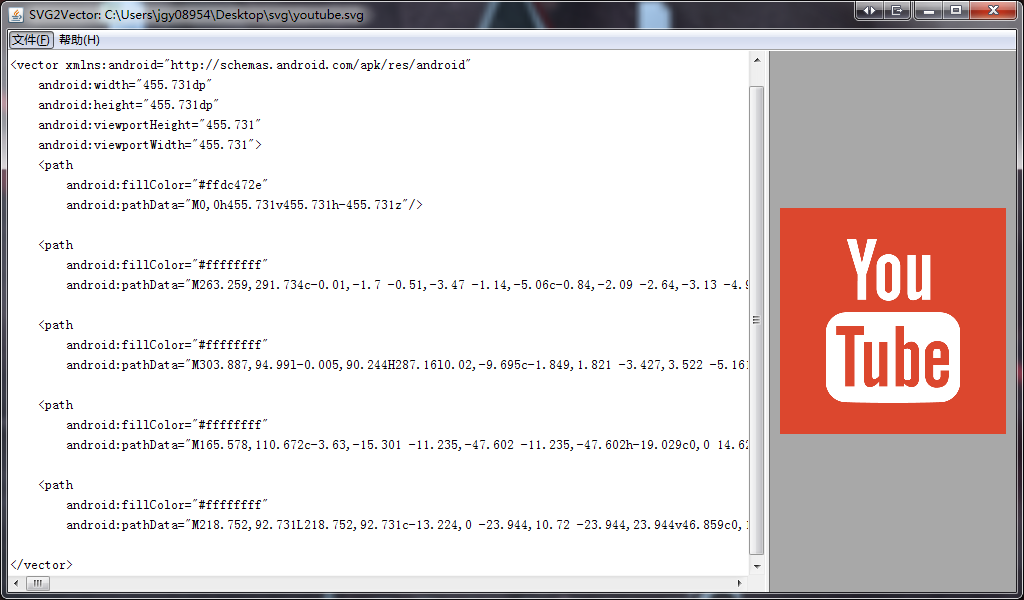 SVG2Vector: C:\Users\jgy08954\Desktop\svg\youtube.svg
文件(F) 帮助(H)
<vector xmlns:android="http://schemas.android.com/apk/res/android"
android:width="455.731dp"
android:height="455.731dp"
android:viewportHeight="455.731"
android:viewportWidth="455.731">
<path
android:fillColor="#ffdc472e"
android:pathData="M0,0h455.731v455.731h-455.731z"/>
<path
android:fillColor="#ffffffff"
android:pathData="M263.259,291.734c-0.01,-1.7 -0.51,-3.47 -1.14,-5.06c-0.84,-2.09 -2.64,-3.13 -4.9
<path
android:fillColor="#ffffffff"
android:pathData="M303.887,94.99l-0.005,90.244H287.16l0.02,-9.695c-1.849,1.821 -3.427,3.522 -5.161
<path
android:fillColor="#ffffffff"
android:pathData="M165.578,110.672c-3.63,-15.301 -11.235,-47.602 -11.235,-47.602h-19.029c0,0 14.62
<path
android:fillColor="#ffffffff"
android:pathData="M218.752,92.731L218.752,92.731c-13.224,0 -23.944,10.72 -23.944,23.944v46.859c0,
</vector>
You
Tube